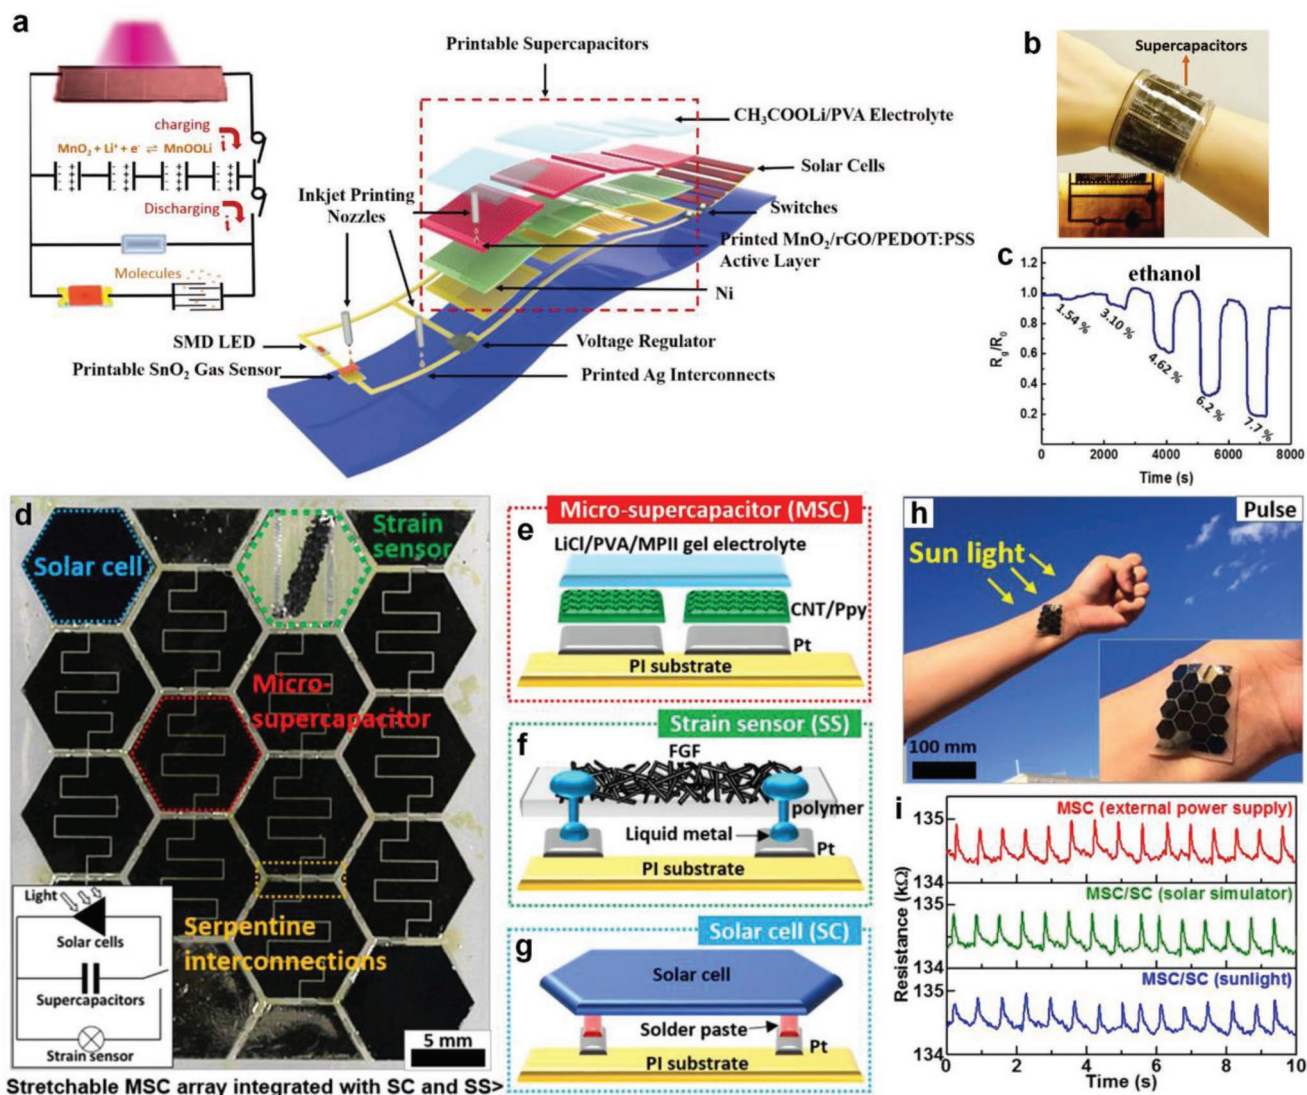 a
Printable Supercapacitors
charging
i
MnO₂ + Li⁺ + e⁻ ⇌ MnOOLi
Discharging
i
Molecules
Inkjet Printing
Nozzles
CH₃COOLi/PVA Electrolyte
Solar Cells
Switches
Printed MnO₂/rGO/PEDOT:PSS
Active Layer
Ni
SMD LED
Printable SnO₂ Gas Sensor
Voltage Regulator
Printed Ag Interconnects
b
Supercapacitors
c
ethanol
1.0
0.8
0.6
0.4
0.2
Rg/R0
1.54 %
3.10 %
4.62 %
6.2 %
7.7 %
0
2000
4000
6000
8000
Time (s)
d
Solar cell
Strain
sensor
Micro-
supercapacitor
Serpentine
interconnections
Light
Solar cells
Supercapacitors
Strain sensor
5 mm
Stretchable MSC array integrated with SC and SS>
Micro-supercapacitor (MSC)
e
LiCl/PVA/MPII gel electrolyte
CNT/Ppy
Pt
PI substrate
Strain sensor (SS)
f
FGF
polymer
Liquid metal
Pt
PI substrate
Solar cell (SC)
g
Solar cell
Solder paste
Pt
PI substrate
h
Pulse
Sun light
100 mm
i
135
MSC (external power supply)
134
135
MSC/SC (solar simulator)
134
135
MSC/SC (sunlight)
134
Resistance (kΩ)
0
2
4
6
8
10
Time (s)